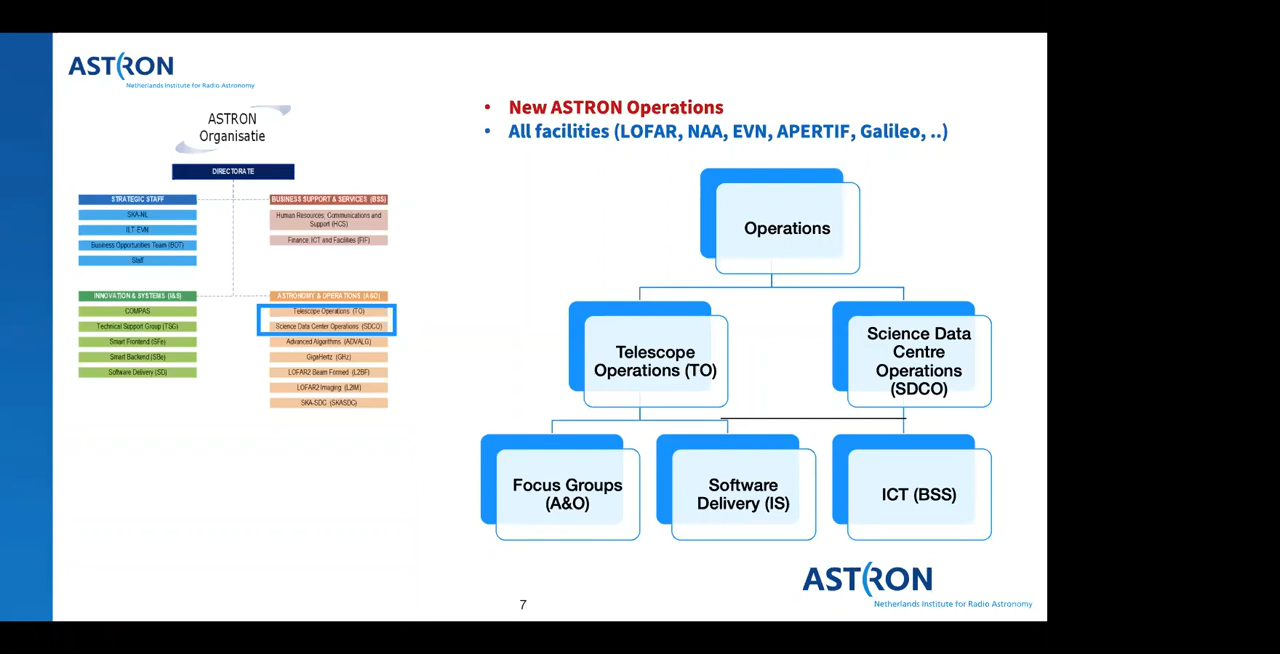 ASTRON
Netherlands Institute for Radio Astronomy
ASTRON
Organisatie
DIRECTORATE
STRATEGIC STAFF
SKA-NL
ILT-EVN
Business Opportunities Team (BOT)
Staff
BUSINESS SUPPORT & SERVICES (BSS)
Human Resources, Communications and
Support (HCS)
Finance, ICT and Facilities (FIF)
INNOVATION & SYSTEMS (I&S)
COMPAS
Technical Support Group (TSG)
Smart Frontend (SFe)
Smart Backend (SBe)
Software Delivery (SD)
ASTRONOMY & OPERATIONS (A&O)
Telescope Operations (TO)
Science Data Center Operations (SDCO)
Advanced Algorithms (ADVALG)
GigaHertz (GHz)
LOFAR2 Beam Formed (L2BF)
LOFAR2 Imaging (L2IM)
SKA-SDC (SKASDC)
• New ASTRON Operations
• All facilities (LOFAR, NAA, EVN, APERTIF, Galileo, ..)
Operations
Telescope
Operations (TO)
Science Data
Centre
Operations
(SDCO)
Focus Groups
(A&O)
Software
Delivery (IS)
ICT (BSS)
ASTRON
Netherlands Institute for Radio Astronomy
7